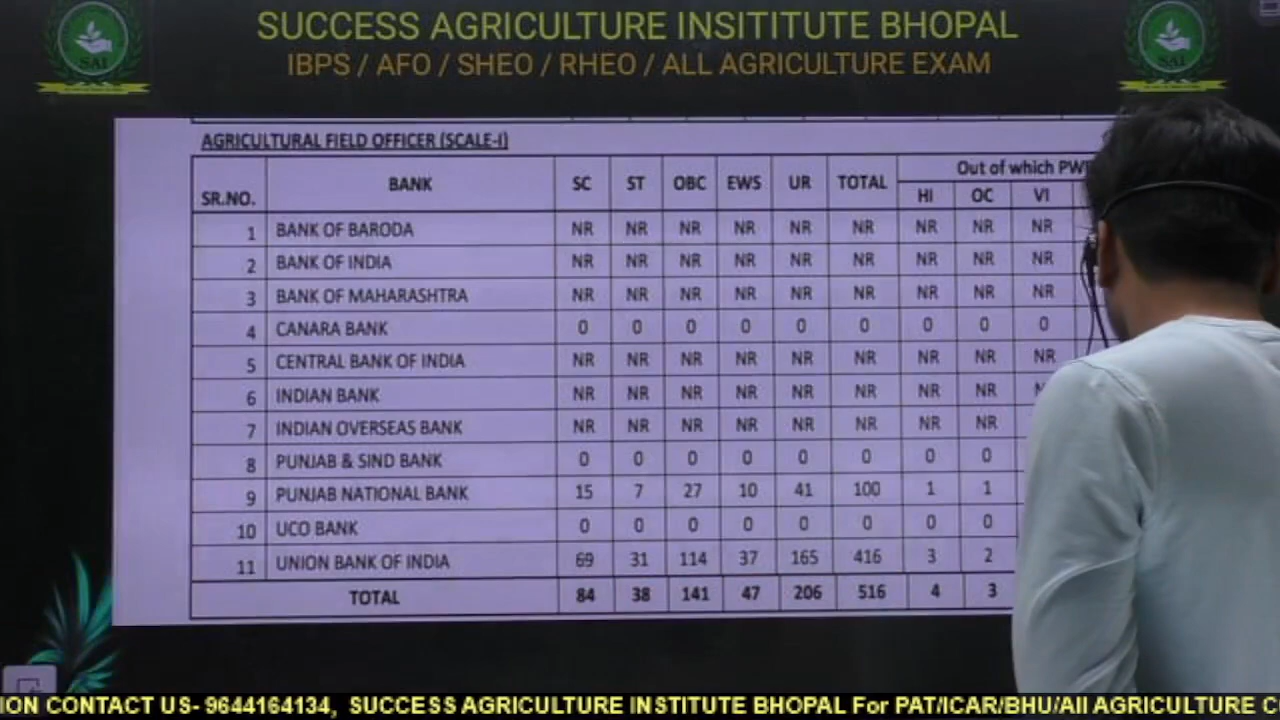 SUCCESS AGRICULTURE INSITITUTE BHOPAL
IBPS / AFO / SHEO / RHEO / ALL AGRICULTURE EXAM
SAI
SAI
AGRICULTURAL FIELD OFFICER (SCALE-I)
SR.NO. BANK SC ST OBC EWS UR TOTAL Out of which PW
HI OC VI
1 BANK OF BARODA NR NR NR NR NR NR NR NR NR
2 BANK OF INDIA NR NR NR NR NR NR NR NR NR
3 BANK OF MAHARASHTRA NR NR NR NR NR NR NR NR NR
4 CANARA BANK 0 0 0 0 0 0 0 0 0
5 CENTRAL BANK OF INDIA NR NR NR NR NR NR NR NR NR
6 INDIAN BANK NR NR NR NR NR NR NR NR N
7 INDIAN OVERSEAS BANK NR NR NR NR NR NR NR NR
8 PUNJAB & SIND BANK 0 0 0 0 0 0 0 0
9 PUNJAB NATIONAL BANK 15 7 27 10 41 100 1 1
10 UCO BANK 0 0 0 0 0 0 0 0
11 UNION BANK OF INDIA 69 31 114 37 165 416 3 2
TOTAL 84 38 141 47 206 516 4 3
ION CONTACT US- 9644164134, SUCCESS AGRICULTURE INSTITUTE BHOPAL For PAT/ICAR/BHU/All AGRICULTURE C